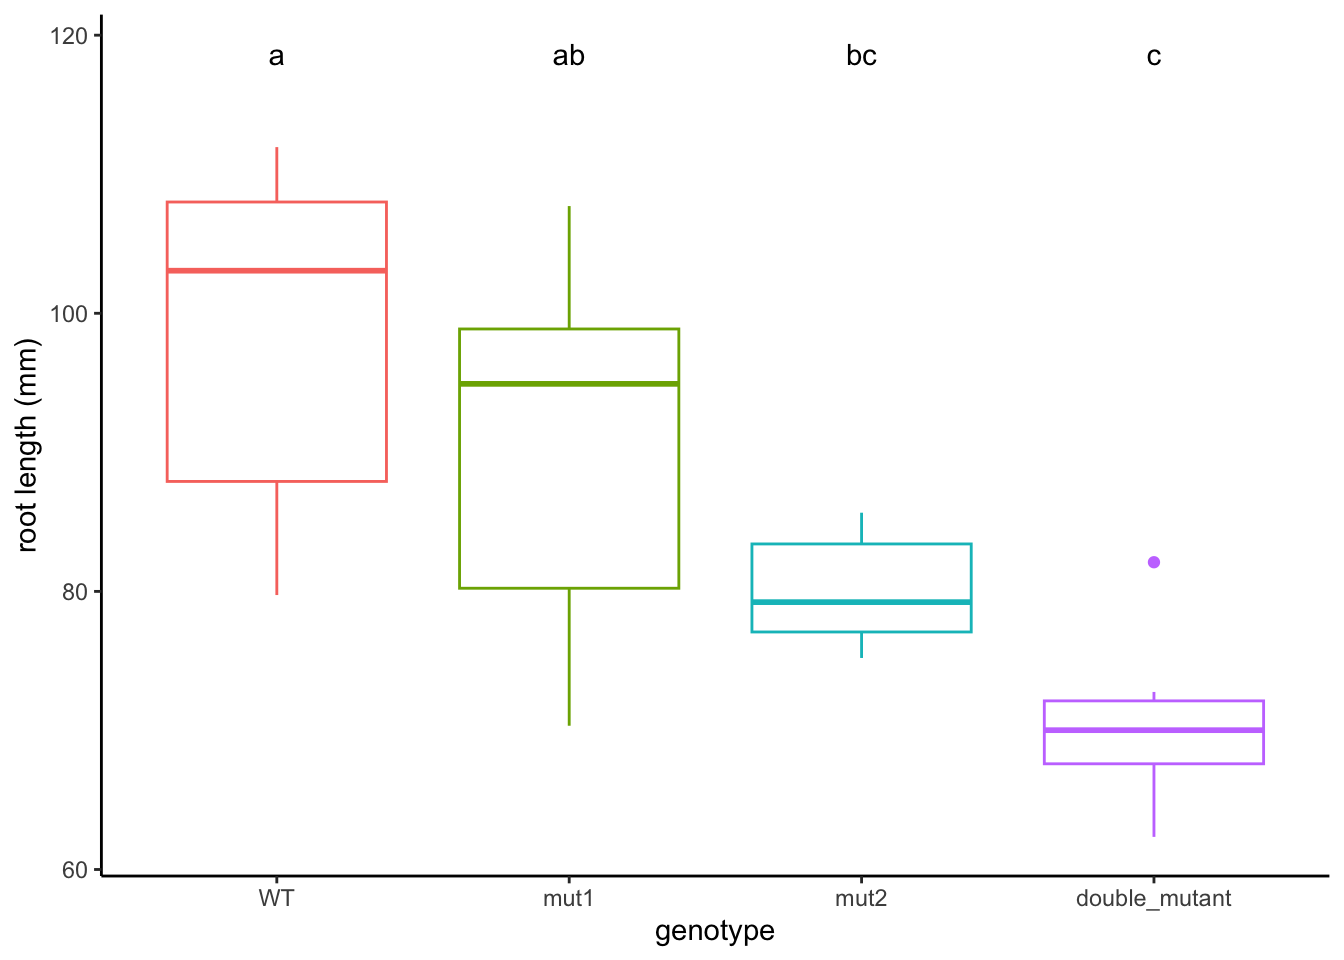 120
a ab bc c
100
80
60
root length (mm)
WT mut1 mut2 double_mutant
genotype